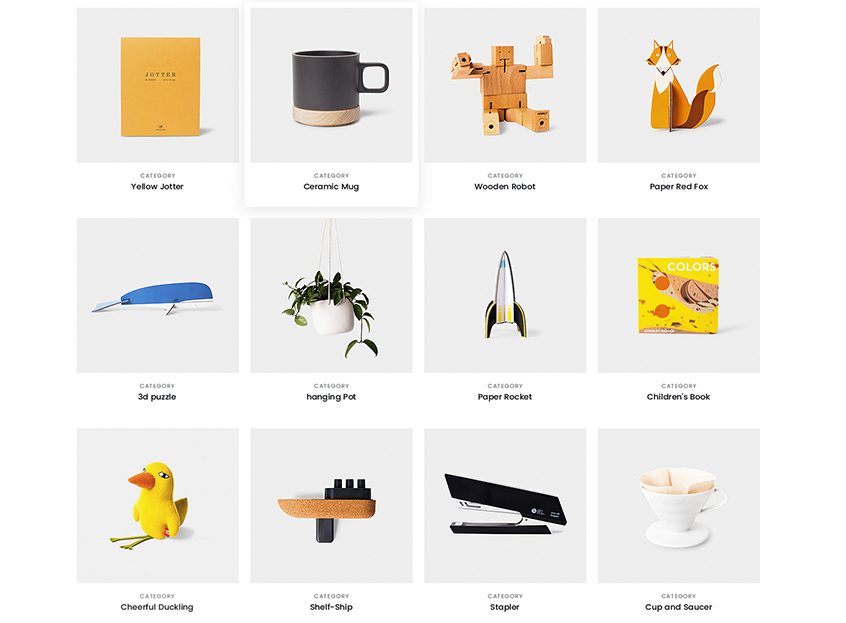 JOTTER
CATEGORY
Yellow Jotter
CATEGORY
Ceramic Mug
CATEGORY
Wooden Robot
CATEGORY
Paper Red Fox
COLORS
CATEGORY
3d puzzle
CATEGORY
hanging Pot
CATEGORY
Paper Rocket
CATEGORY
Children's Book
CATEGORY
Cheerful Duckling
CATEGORY
Shelf-Ship
CATEGORY
Stapler
CATEGORY
Cup and Saucer